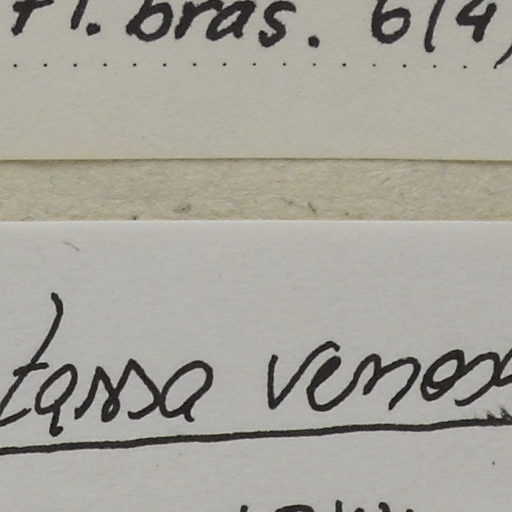 Fl. bras. 6(4)
tassa venosa